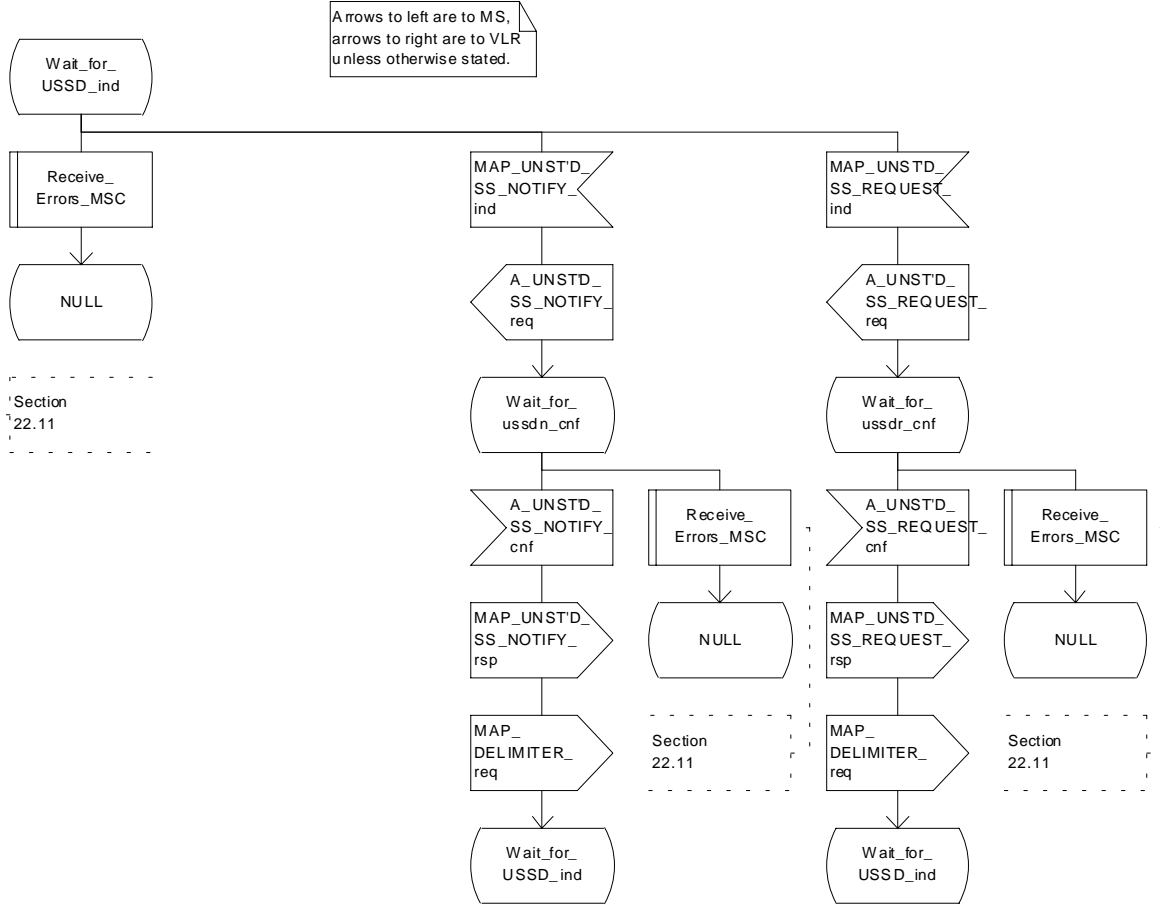 Arrows to left are to MS,
arrows to right are to VLR
unless otherwise stated.
Wait_for_
USSD_ind
Receive_
Errors_MSC
NULL
Section
22.11
MAP_UNST'D_
SS_NOTIFY_
ind
A_UNST'D_
SS_NOTIFY_
req
Wait_for_
ussdn_cnf
A_UNST'D_
SS_NOTIFY_
cnf
MAP_UNST'D_
SS_NOTIFY_
rsp
MAP_
DELIMITER_
req
Wait_for_
USSD_ind
Receive_
Errors_MSC
NULL
Section
22.11
MAP_UNST'D_
SS_REQUEST_
ind
A_UNST'D_
SS_REQUEST_
req
Wait_for_
ussdr_cnf
A_UNST'D_
SS_REQUEST_
cnf
MAP_UNST'D_
SS_REQUEST_
rsp
MAP_
DELIMITER_
req
Wait_for_
USSD_ind
Receive_
Errors_MSC
NULL
Section
22.11